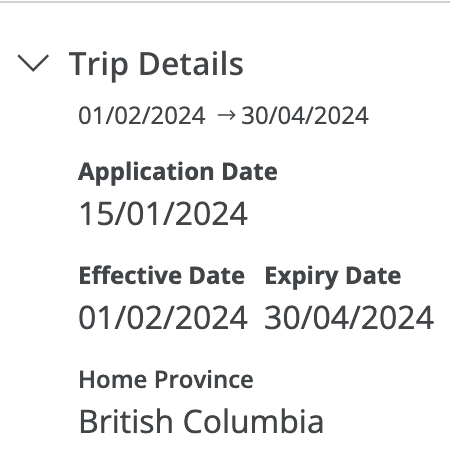 Trip Details
01/02/2024 → 30/04/2024
Application Date
15/01/2024
Effective Date Expiry Date
01/02/2024 30/04/2024
Home Province
British Columbia